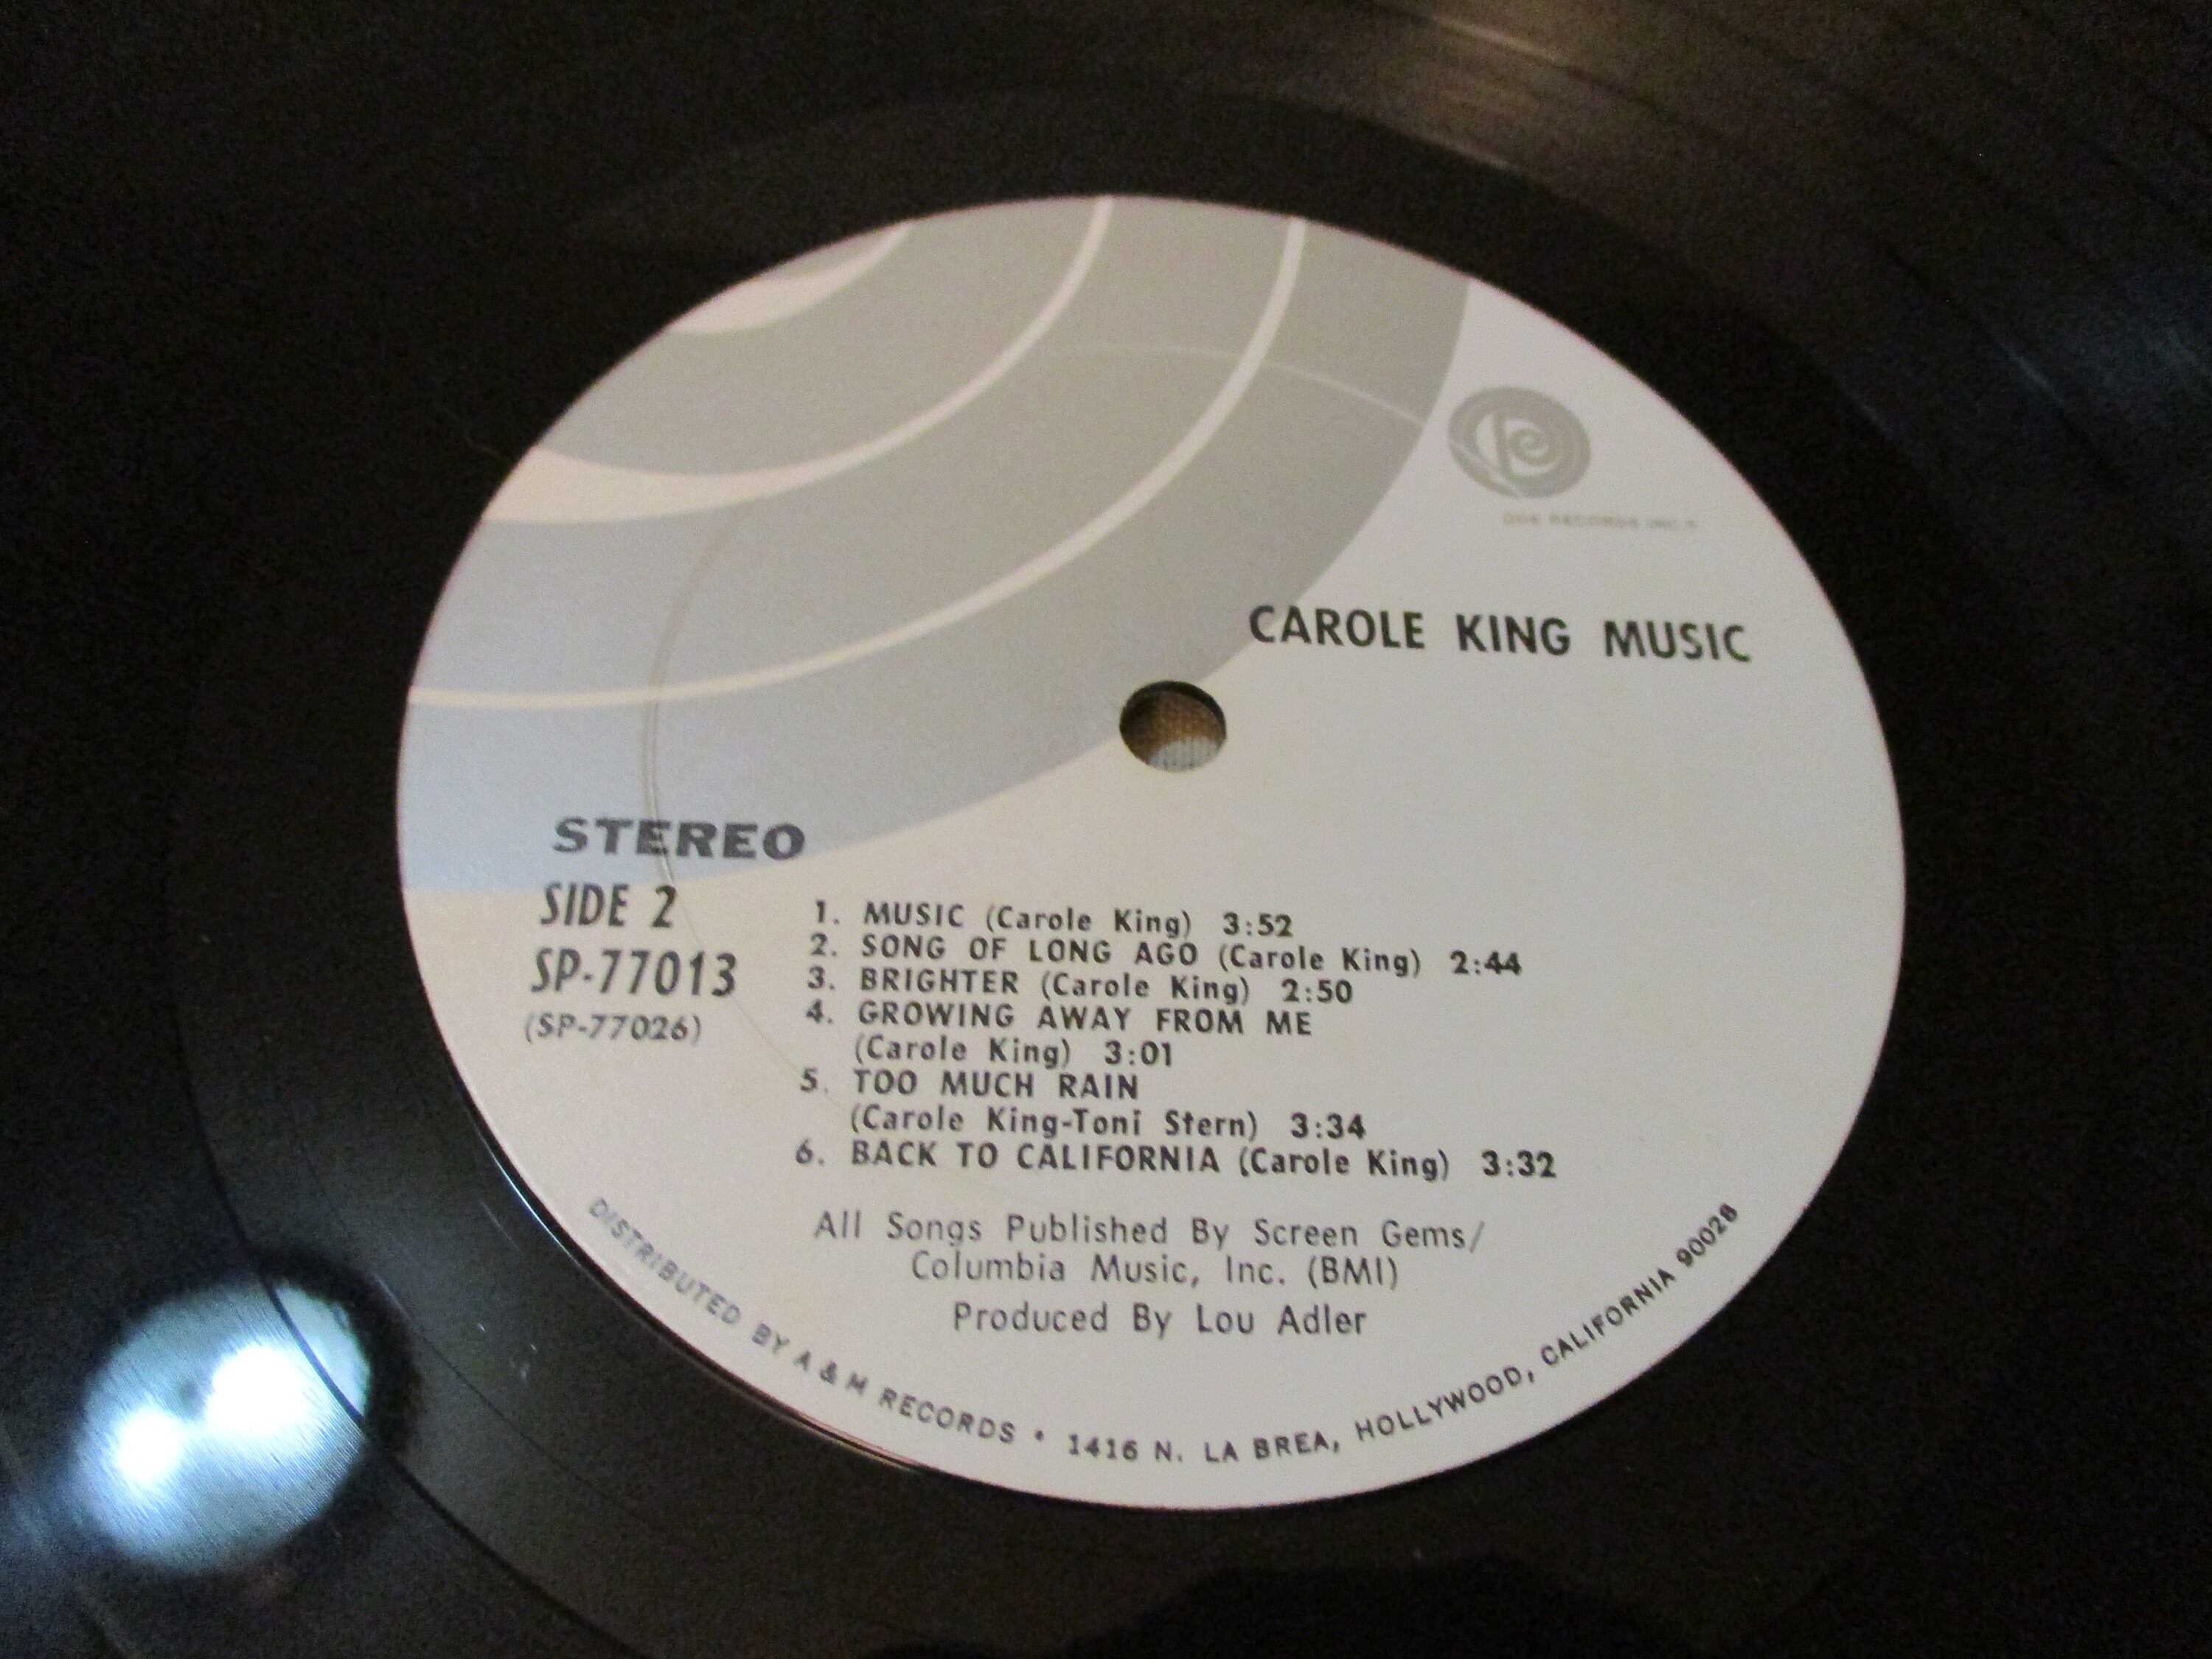 ODE RECORDS INC.
CAROLE KING MUSIC
STEREO
SIDE 2
SP-77013
(SP-77026)
1. MUSIC (Carole King) 3:52
2. SONG OF LONG AGO (Carole King) 2:44
3. BRIGHTER (Carole King) 2:50
4. GROWING AWAY FROM ME
(Carole King) 3:01
5. TOO MUCH RAIN
(Carole King-Toni Stern) 3:34
6. BACK TO CALIFORNIA (Carole King) 3:32
All Songs Published By Screen Gems/
Columbia Music, Inc. (BMI)
Produced By Lou Adler
DISTRIBUTED BY A & M RECORDS • 1416 N. LA BREA, HOLLYWOOD, CALIFORNIA 90028